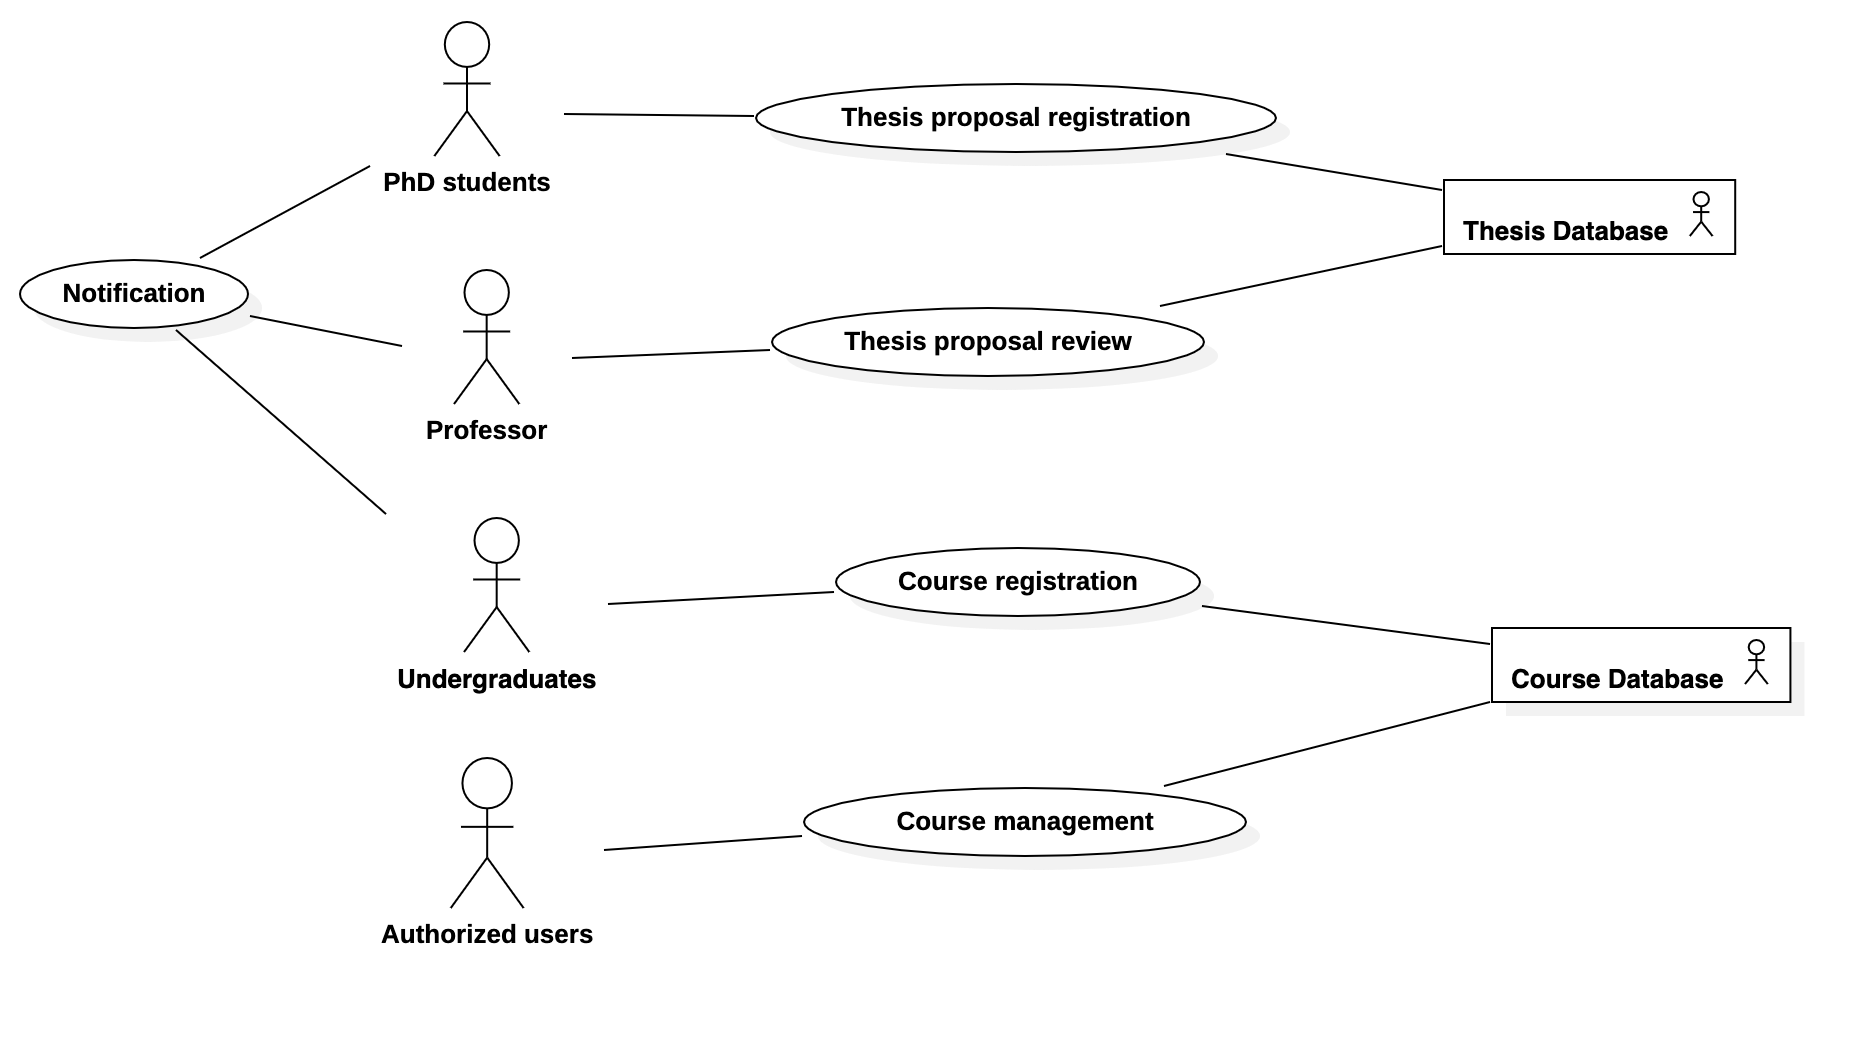 Thesis proposal registration
PhD students
Thesis Database
Notification
Thesis proposal review
Professor
Course registration
Undergraduates
Course Database
Course management
Authorized users